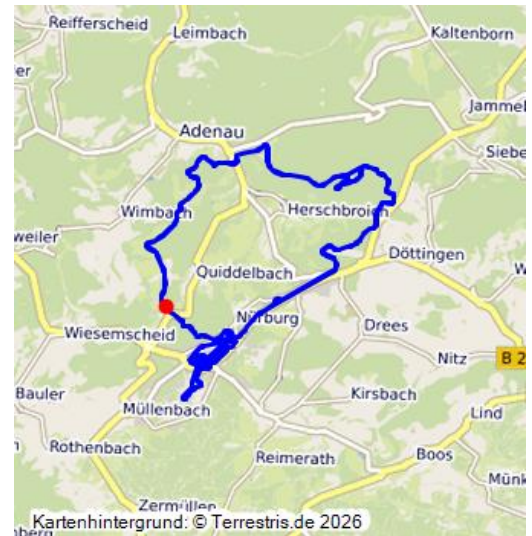 Reifferscheid
Leimbach
Kaltenborn
Jammel
Adenau
Siebe
Wimbach
Herschbroich
weiler
Döttingen
Quiddelbach
Nürburg
Wiesemscheid
Drees
Nitz
B 2
Bauler
Kirsbach
Müllenbach
Lind
Rothenbach
Boos
Reimerath
Münk
Zermüllen
Kartenhintergrund: © Terrestris.de 2026